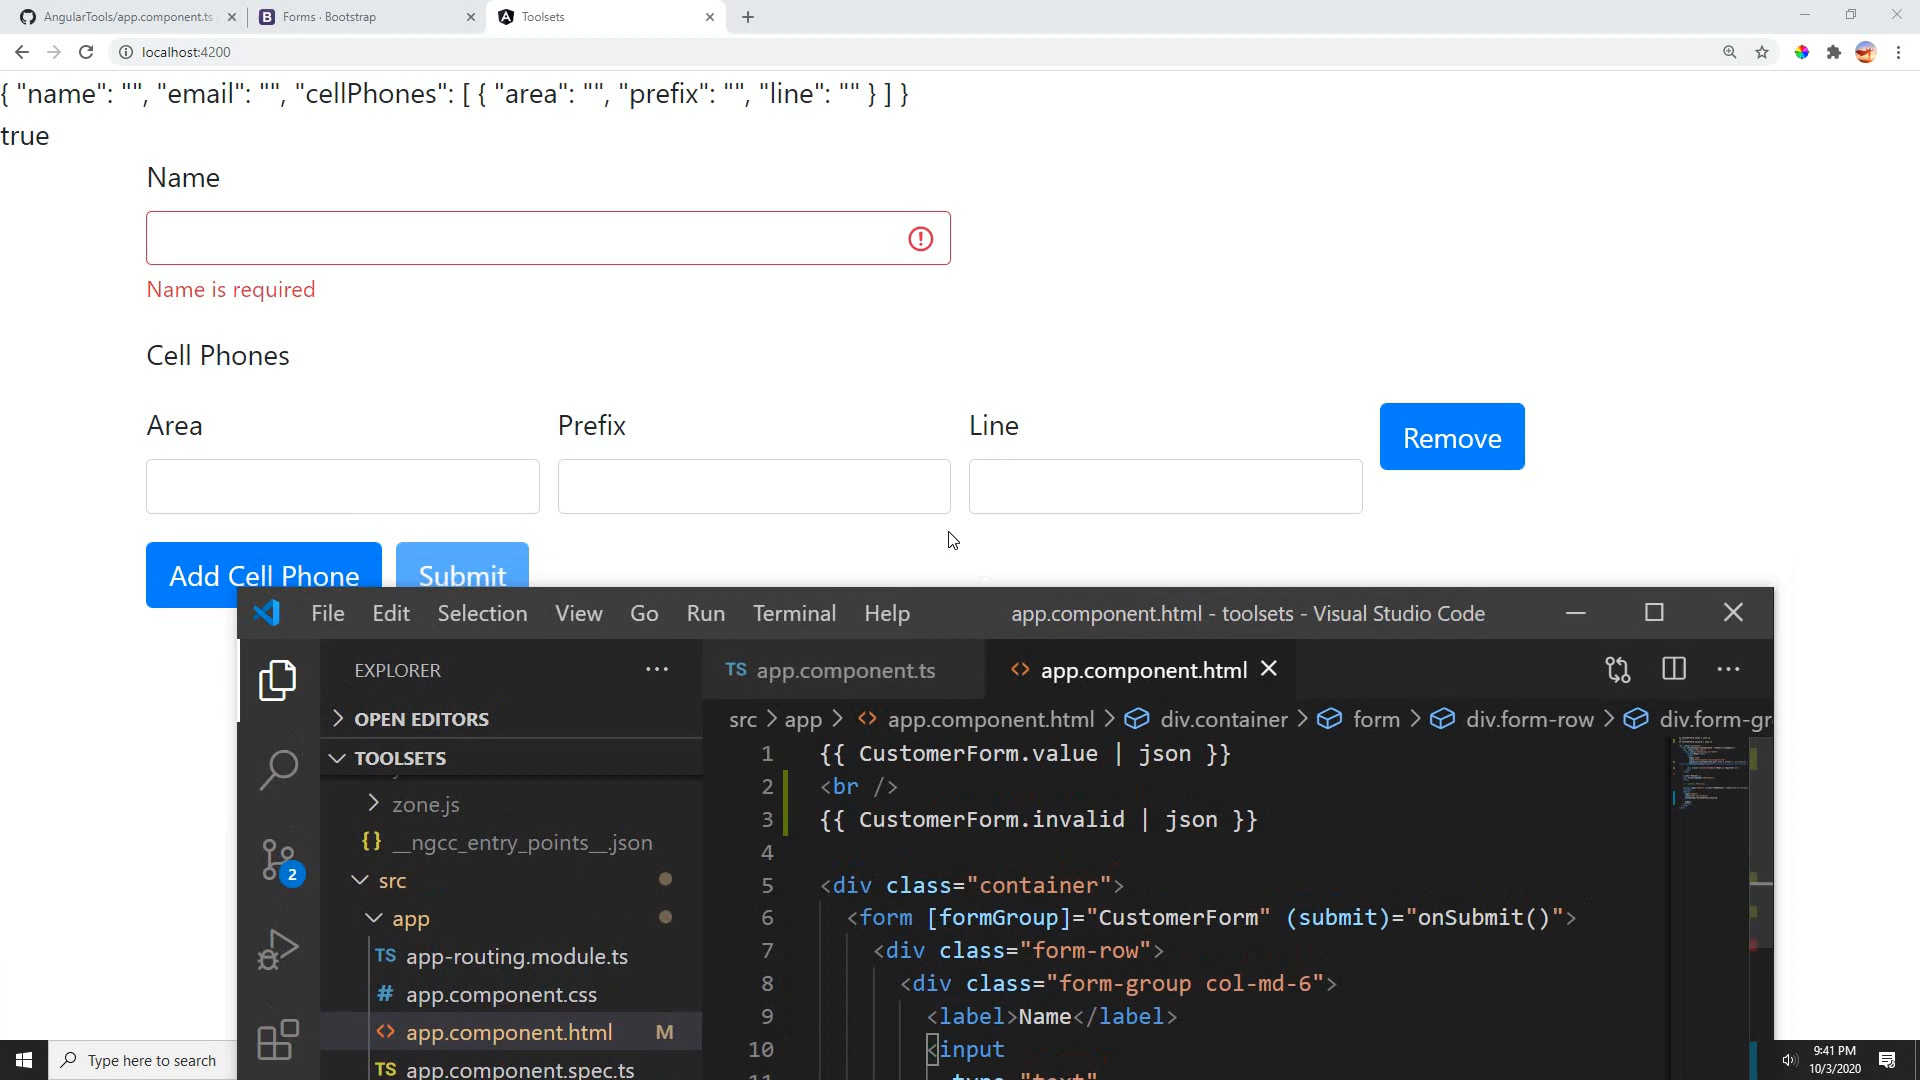 AngularTools/app.component.ts
Forms · Bootstrap
Toolsets
localhost:4200
{ "name": "", "email": "", "cellPhones": [ { "area": "", "prefix": "", "line": "" } ] }
true
Name
Name is required
Cell Phones
Area
Prefix
Line
Remove
Add Cell Phone
Submit
File Edit Selection View Go Run Terminal Help
app.component.html - toolsets - Visual Studio Code
EXPLORER
OPEN EDITORS
TOOLSETS
zone.js
{} __ngcc_entry_points__.json
src
app
TS app-routing.module.ts
# app.component.css
<> app.component.html M
TS app.component.spec.ts
2
TS app.component.ts
<> app.component.html
src > app > <> app.component.html > div.container > form > div.form-row > div.form-gr
1 {{ CustomerForm.value | json }}
2 <br />
3 {{ CustomerForm.invalid | json }}
4
5 <div class="container">
6 <form [formGroup]="CustomerForm" (submit)="onSubmit()">
7 <div class="form-row">
8 <div class="form-group col-md-6">
9 <label>Name</label>
10 <input
11 type="text"
Type here to search
9:41 PM
10/3/2020